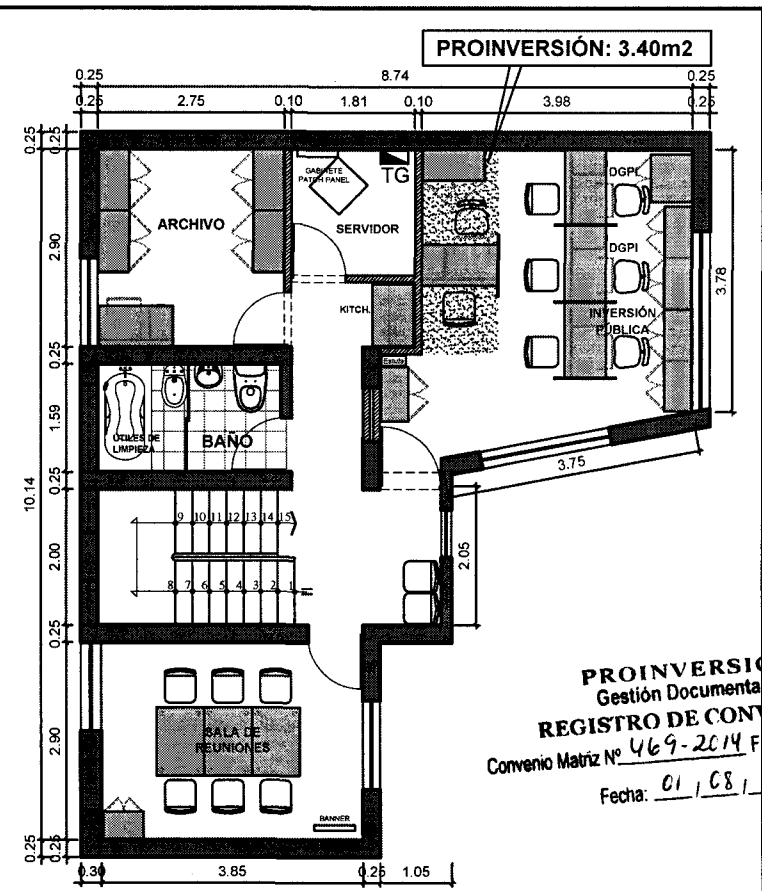 PROINVERSIÓN: 3.40m2
0.25 8.74 0.25
0.25 2.75 0.10 1.81 0.10 3.98 0.25
0.25 0.25
GABINETE
PATCH PANEL
TG
ARCHIVO
SERVIDOR
DGPI
DGPI
INVERSIÓN
PÚBLICA
KITCH.
Estufa
2.90
3.78
0.25
1.59
ÚTILES DE
LIMPIEZA
BAÑO
3.75
0.25
10.14
9 10 11 12 13 14 15
2.00
2.05
8 7 6 5 4 3 2 1
0.25
SALA DE
REUNIONES
2.90
BANNER
0.25 0.25
0.30 3.85 0.25 1.05
PROINVERSI
Gestión Documenta
REGISTRO DE CONV
Convenio Matriz Nº 469-2014 F
Fecha: 01 / 08 /